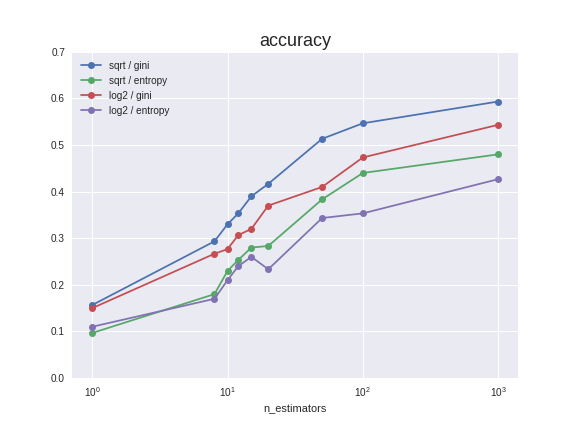 accuracy
0.7
0.6
0.5
0.4
0.3
0.2
0.1
0.0
sqrt / gini
sqrt / entropy
log2 / gini
log2 / entropy
10⁰ 10¹ 10² 10³
n_estimators